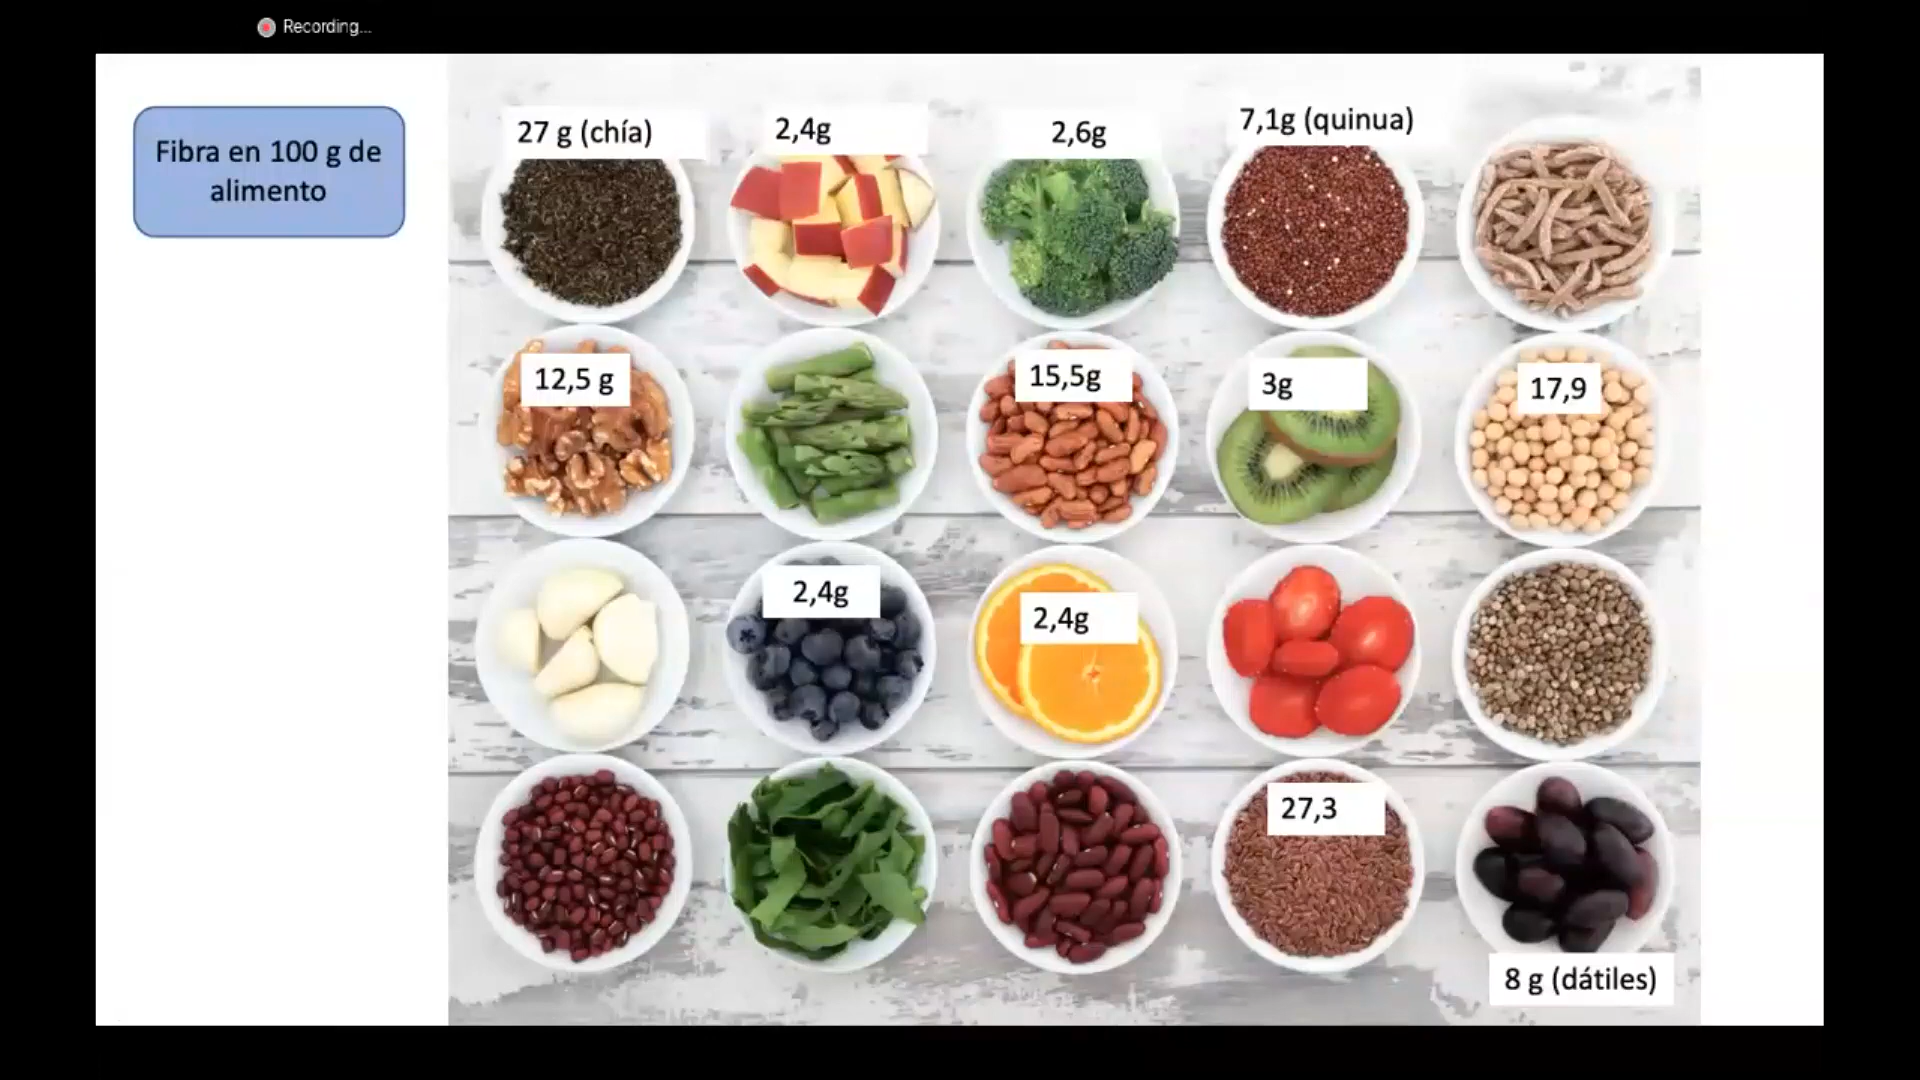 Recording...
Fibra en 100 g de
alimento
27 g (chía)
2,4g
2,6g
7,1g (quinua)
12,5 g
15,5g
3g
17,9
2,4g
2,4g
27,3
8 g (dátiles)